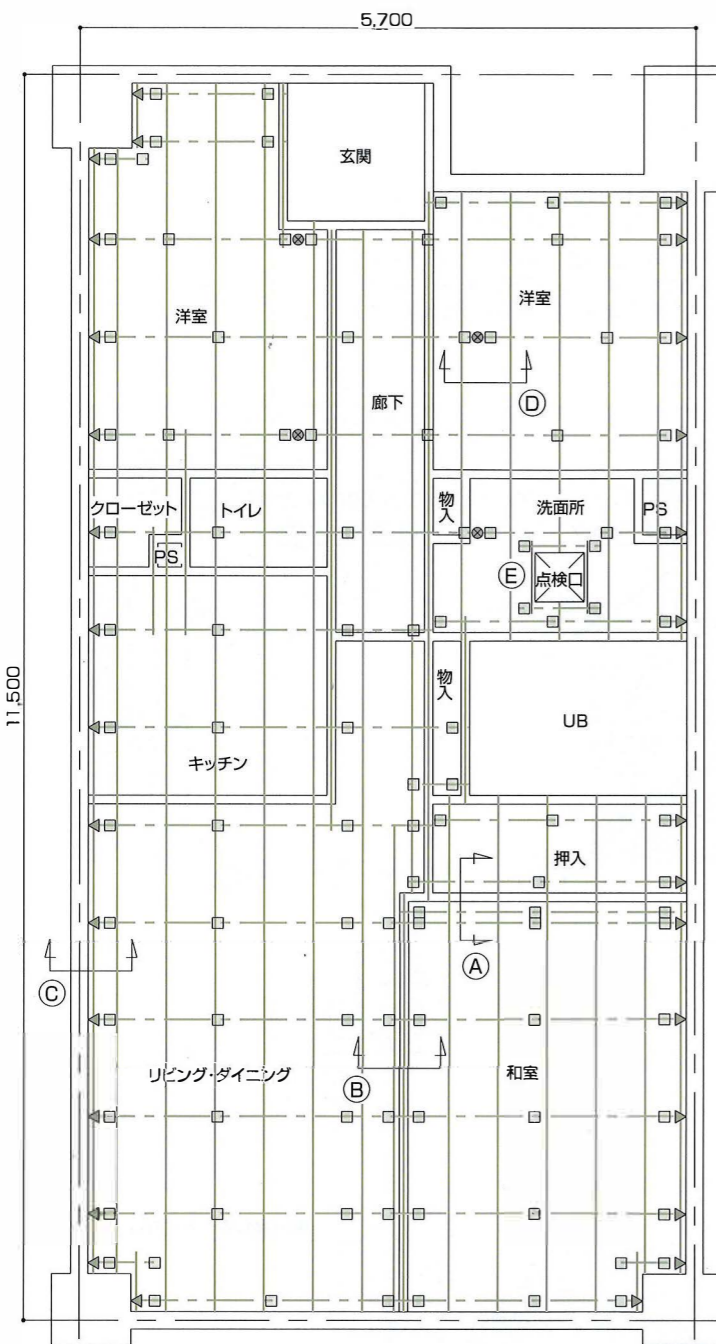 5,700
玄関
洋室
洋室
廊下
D
クローゼット
トイレ
物入
洗面所
PS
PS
E
点検口
11,500
物入
UB
キッチン
押入
A
C
リビング・ダイニング
B
和室